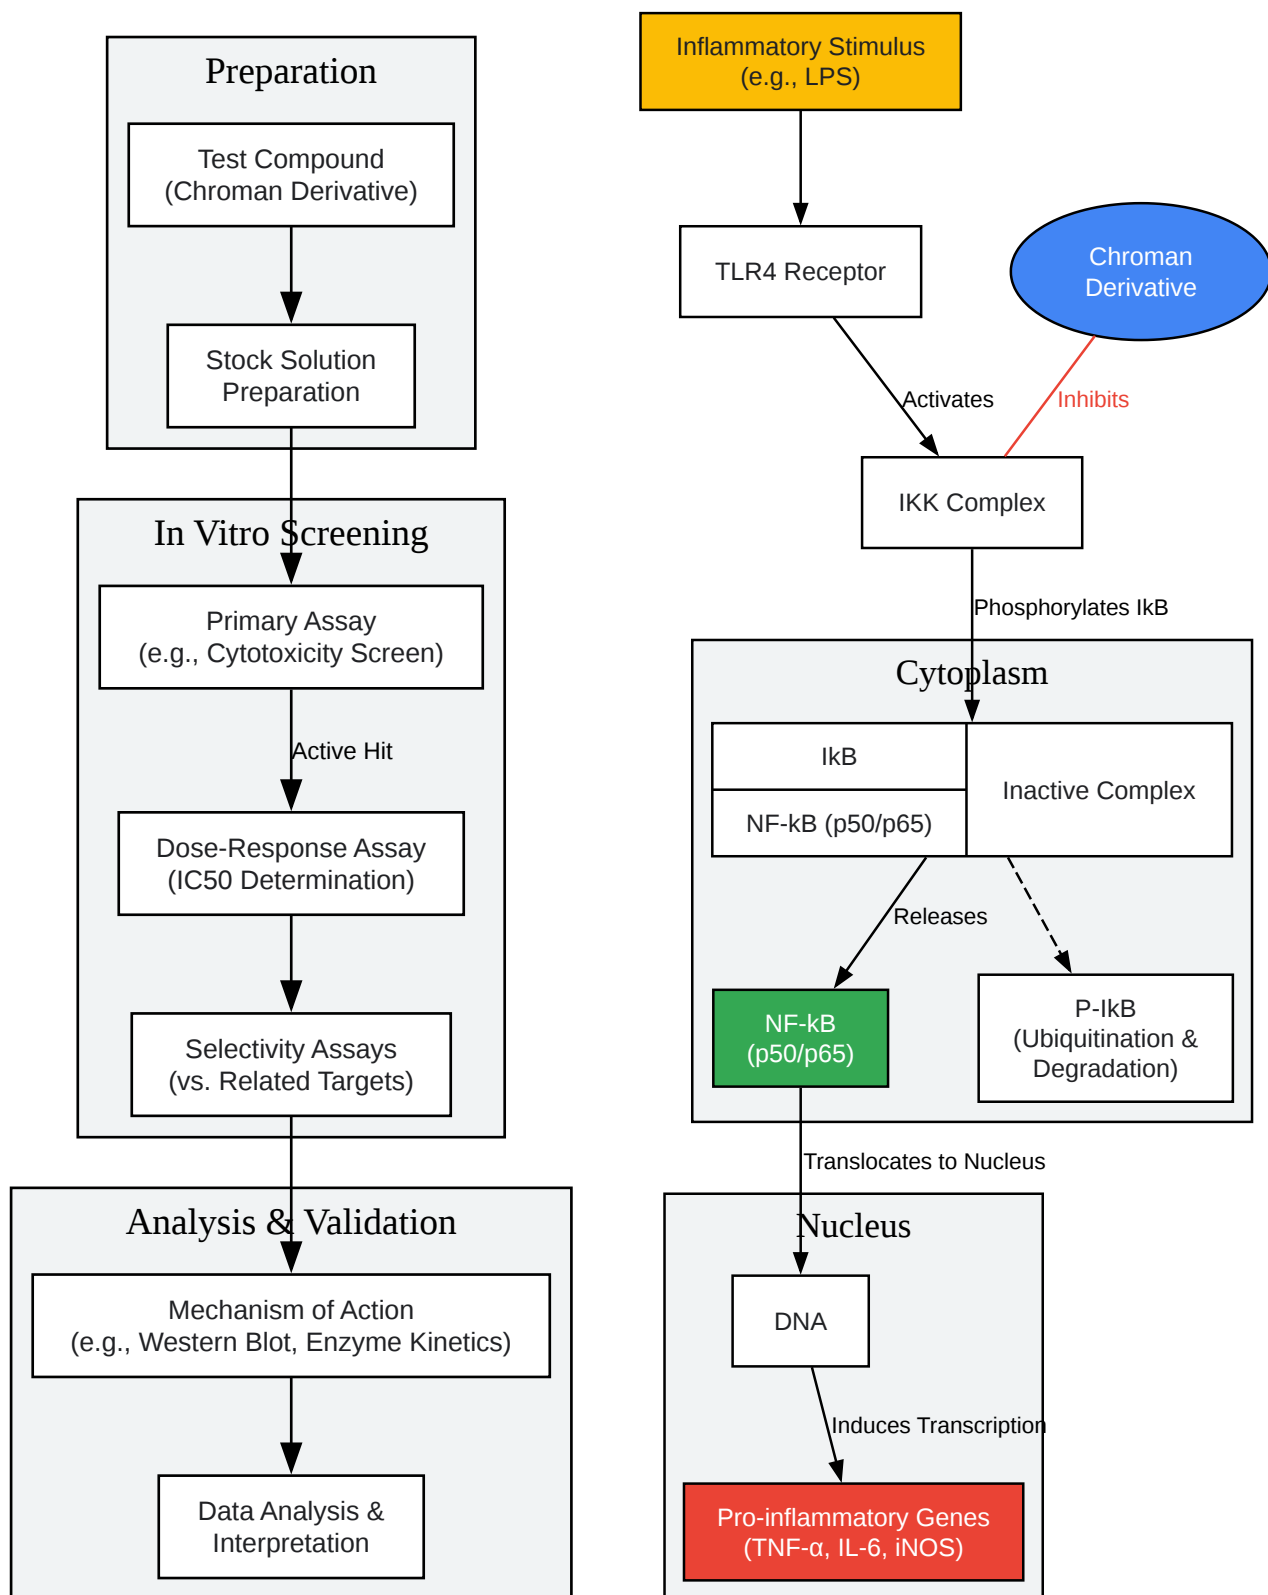 Preparation
Test Compound
(Chroman Derivative)
Stock Solution
Preparation
In Vitro Screening
Primary Assay
(e.g., Cytotoxicity Screen)
Active Hit
Dose-Response Assay
(IC50 Determination)
Selectivity Assays
(vs. Related Targets)
Analysis & Validation
Mechanism of Action
(e.g., Western Blot, Enzyme Kinetics)
Data Analysis &
Interpretation
Inflammatory Stimulus
(e.g., LPS)
TLR4 Receptor
Chroman
Derivative
Activates
Inhibits
IKK Complex
Phosphorylates IkB
Cytoplasm
IkB
NF-kB (p50/p65)
Inactive Complex
Releases
NF-kB
(p50/p65)
P-IkB
(Ubiquitination &
Degradation)
Translocates to Nucleus
Nucleus
DNA
Induces Transcription
Pro-inflammatory Genes
(TNF-α, IL-6, iNOS)